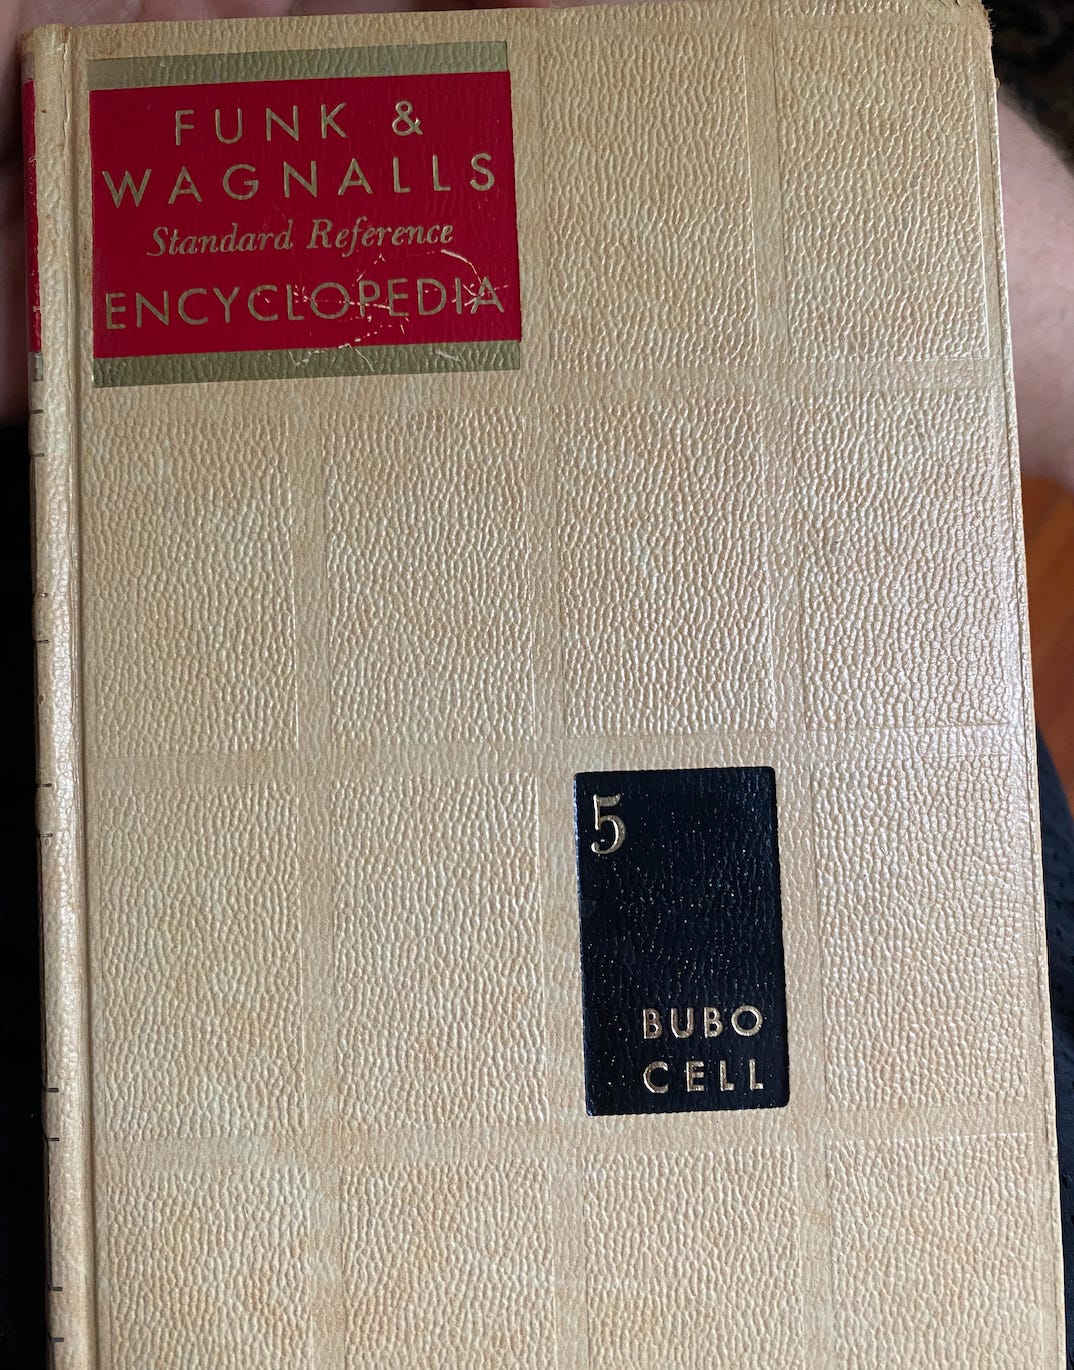 FUNK &
WAGNALLS
Standard Reference
ENCYCLOPEDIA
5
BUBO
CELL